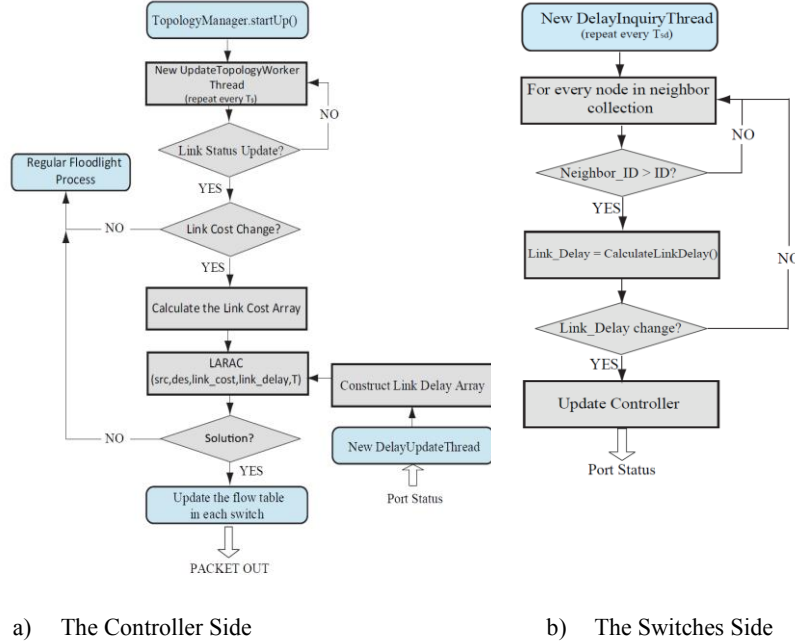 TopologyManager.startUp()
New UpdateTopologyWorker
Thread
(repeat every Ts)
NO
Link Status Update?
Regular Floodlight
Process
YES
NO
Link Cost Change?
YES
Calculate the Link Cost Array
LARAC
(src,des,link_cost,link_delay,T)
Construct Link Delay Array
NO
Solution?
New DelayUpdateThread
YES
Port Status
Update the flow table
in each switch
PACKET OUT
a) The Controller Side
New DelayInquiryThread
(repeat every Tsd)
For every node in neighbor
collection
NO
Neighbor_ID > ID?
YES
Link_Delay = CalculateLinkDelay()
NO
Link_Delay change?
YES
Update Controller
Port Status
b) The Switches Side